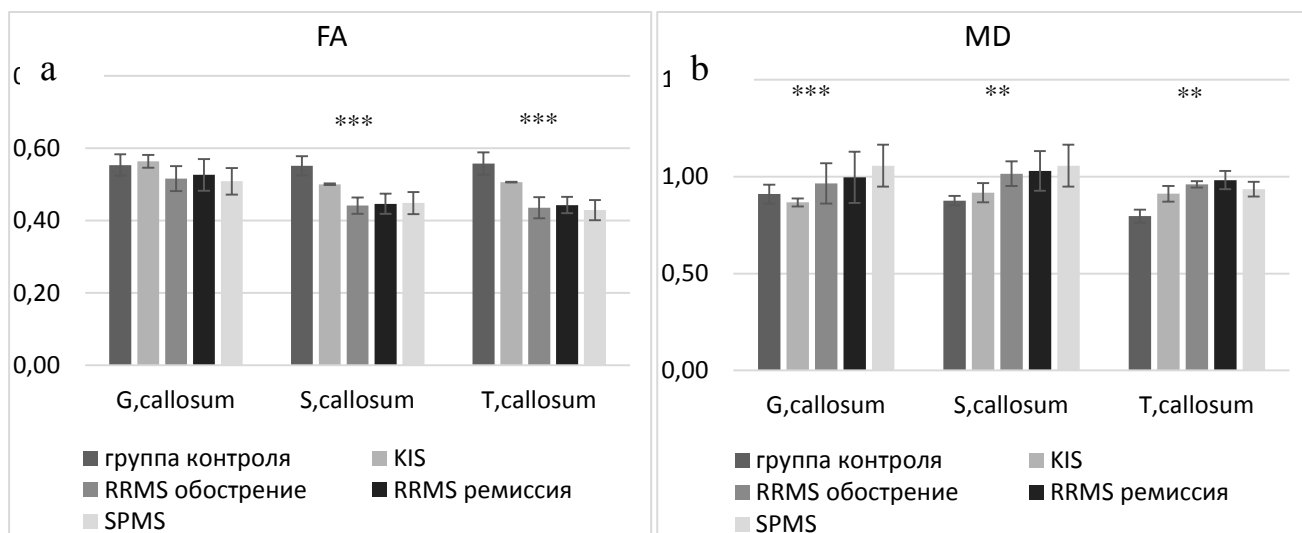 FA
a
0
0,60
0,40
0,20
0,00
***
***
G,callosum S,callosum T,callosum
группа контроля KIS
RRMS обострение RRMS ремиссия
SPMS
MD
b
1
1,00
0,50
0,00
***
**
**
G,callosum S,callosum T,callosum
группа контроля KIS
RRMS обострение RRMS ремиссия
SPMS